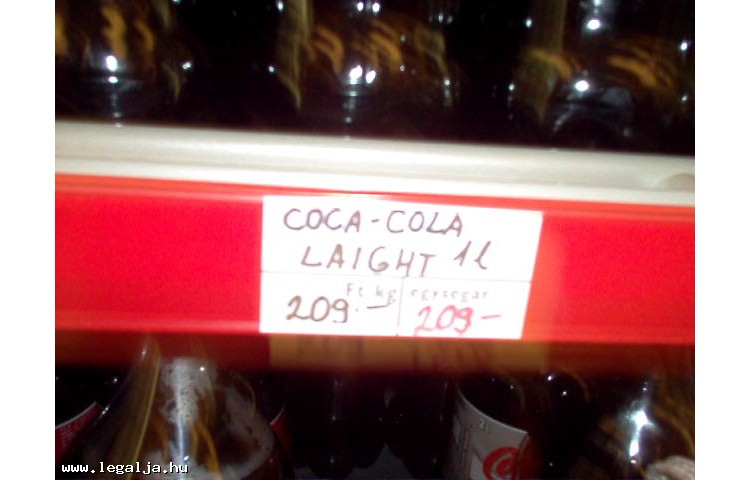 COCA-COLA
LAIGHT 1l
Ft kg egységár
209.- 209-
www.legalja.hu